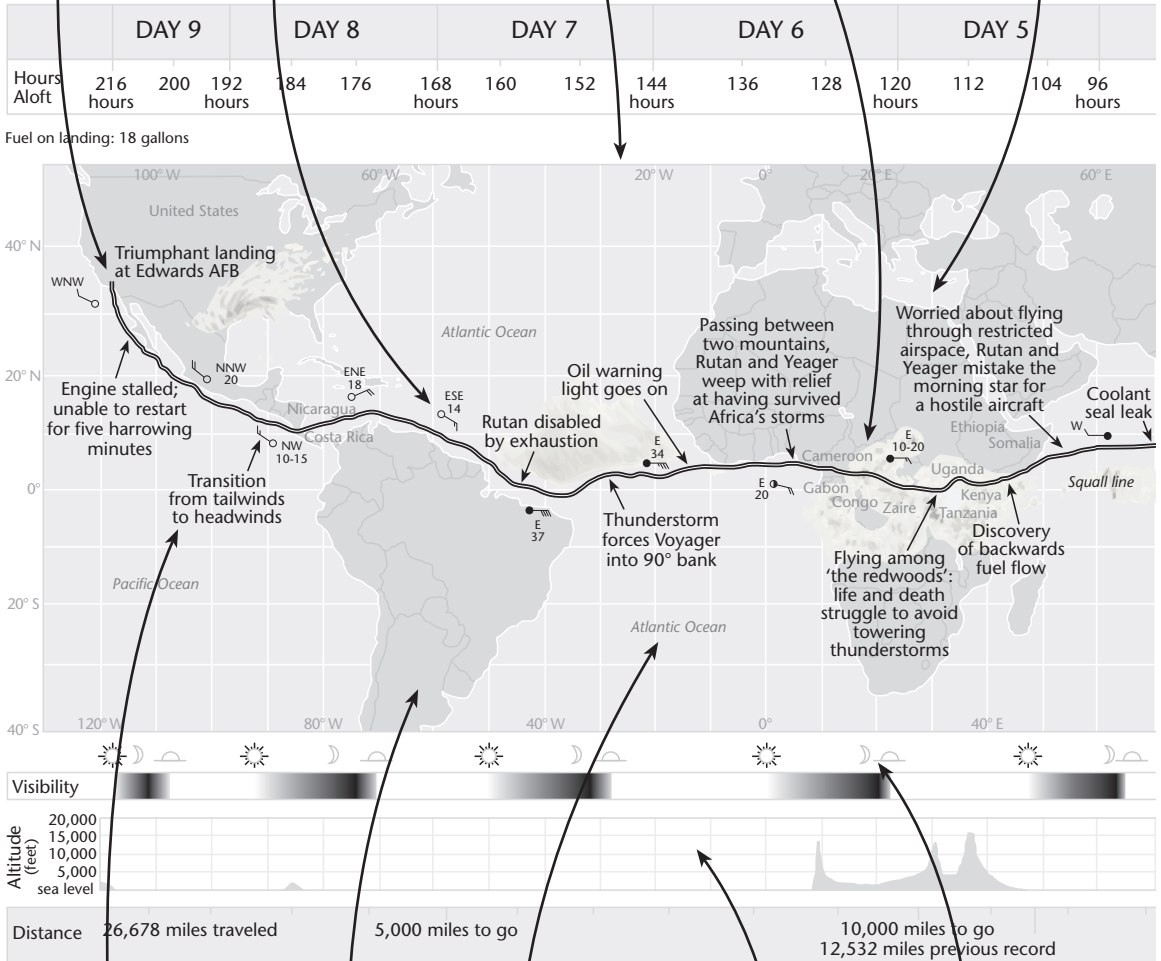 DAY 9 DAY 8 DAY 7 DAY 6 DAY 5
Hours Aloft
216 hours 200 192 hours 184 176 168 hours 160 152 144 hours 136 128 120 hours 112 104 96 hours
Fuel on landing: 18 gallons
100° W 60° W 20° W 0° 20° E 60° E
United States
40° N
Triumphant landing
at Edwards AFB
WNW
Atlantic Ocean
Passing between
two mountains,
Rutan and Yeager
weep with relief
at having survived
Africa's storms
Worried about flying
through restricted
airspace, Rutan and
Yeager mistake the
morning star for
a hostile aircraft
20° N
NNW
20
ENE
18
ESE
14
Oil warning
light goes on
Coolant
seal leak
W
Engine stalled;
unable to restart
for five harrowing
minutes
Nicaragua
Costa Rica
NW
10-15
Rutan disabled
by exhaustion
E
34
Ethiopia
Somalia
E
10-20
Cameroon
Uganda
Gabon
Congo
Zaire
Kenya
Tanzania
E
20
Squall line
0°
Transition
from tailwinds
to headwinds
E
37
Thunderstorm
forces Voyager
into 90° bank
Discovery
of backwards
fuel flow
Flying among
'the redwoods':
life and death
struggle to avoid
towering
thunderstorms
Pacific Ocean
20° S
Atlantic Ocean
40° S
120° W 80° W 40° W 0° 40° E
Visibility
Altitude
(feet)
20,000
15,000
10,000
5,000
sea level
Distance
26,678 miles traveled
5,000 miles to go
10,000 miles to go
12,532 miles previous record